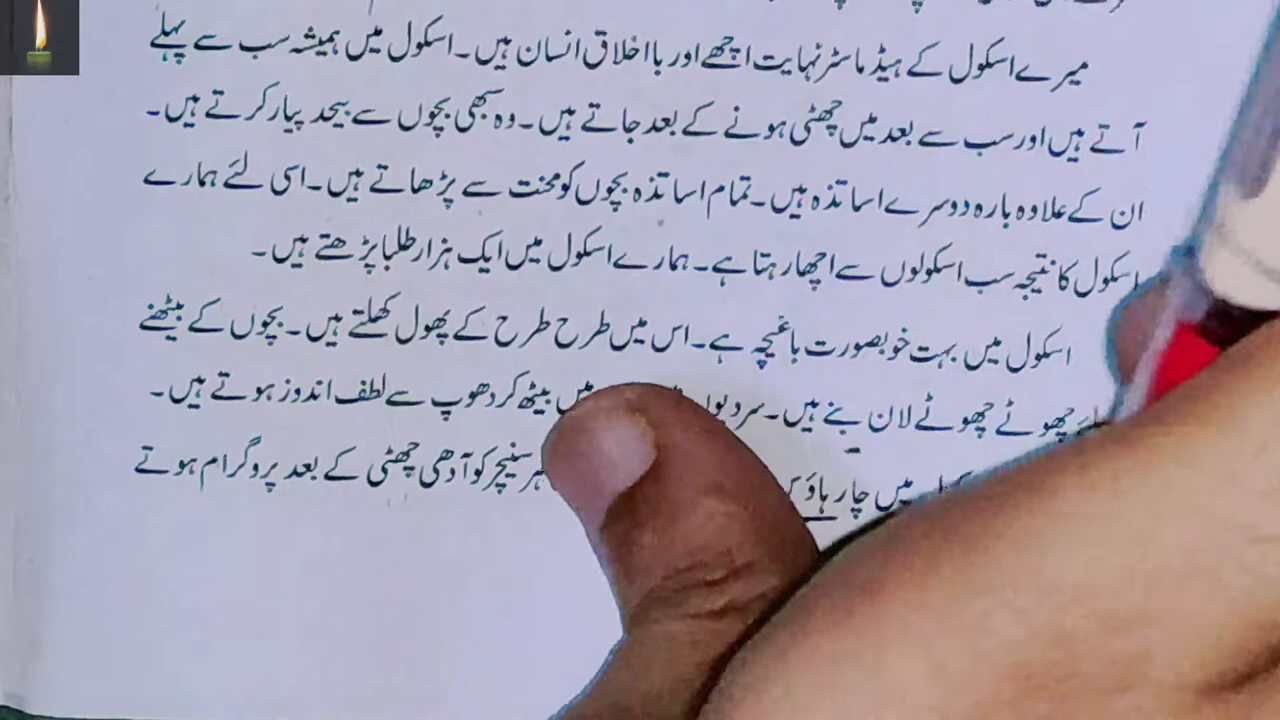 میرے اسکول کے ہیڈ ماسٹر نہایت اچھے اور بااخلاق انسان ہیں۔ اسکول میں ہمیشہ سب سے پہلے
آتے ہیں اور سب سے بعد میں چھٹی ہونے کے بعد جاتے ہیں۔ وہ سبھی بچوں سے بیحد پیار کرتے ہیں۔
ان کے علاوہ بارہ دوسرے اساتذہ ہیں۔ تمام اساتذہ بچوں کو محنت سے پڑھاتے ہیں۔ اسی لئے ہمارے
اسکول کا نتیجہ سب اسکولوں سے اچھا رہتا ہے۔ ہمارے اسکول میں ایک ہزار طلبا پڑھتے ہیں۔
اسکول میں بہت خوبصورت باغیچہ ہے۔ اس میں طرح طرح کے پھول کھلتے ہیں۔ بچوں کے بیٹھنے
چھوٹے چھوٹے لان بنے ہیں۔ میں بیٹھ کر دھوپ سے لطف اندوز ہوتے ہیں۔
میں چار ہاؤ ہر سنیچر کو آدھی چھٹی کے بعد پروگرام ہوتے